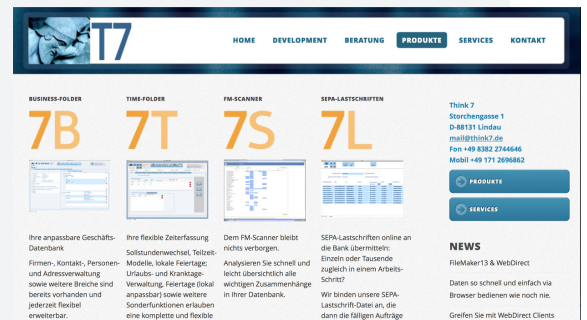 T7
HOME DEVELOPMENT BERATUNG PRODUKTE SERVICES KONTAKT
BUSINESS-FOLDER
7B
Ihre anpassbare Geschäfts-
Datenbank
Firmen-, Kontakt-, Personen-
und Adressverwaltung
sowie weitere Bereiche sind
bereits vorhanden und
jederzeit flexibel
erweiterbar.
TIME-FOLDER
7T
Ihre flexible Zeiterfassung
Sollstundenwechsel, Teilzeit-
Modelle, lokale Feiertage;
Urlaubs- und Kranktage-
Verwaltung, Feiertage (lokal
anpassbar) sowie weitere
Sonderfunktionen erlauben
eine komplette und flexible
FM-SCANNER
7S
Dem FM-Scanner bleibt
nichts verborgen.
Analysieren Sie schnell und
leicht übersichtlich alle
wichtigen Zusammenhänge
in Ihrer Datenbank.
SEPA-LASTSCHRIFTEN
7L
SEPA-Lastschriften online an
die Bank übermitteln:
Einzeln oder Tausende
zugleich in einem Arbeits-
Schritt?
Wir binden unsere SEPA-
Lastschrift-Datei an, die
dann die fälligen Aufträge
Think 7
Storchengasse 1
D-88131 Lindau
mail@think7.de
Fon +49 8382 2744646
Mobil +49 171 2696862
PRODUKTE
SERVICES
NEWS
FileMaker13 & WebDirect
Daten so schnell und einfach via
Browser bedienen wie noch nie.
Greifen Sie mit WebDirect Clients